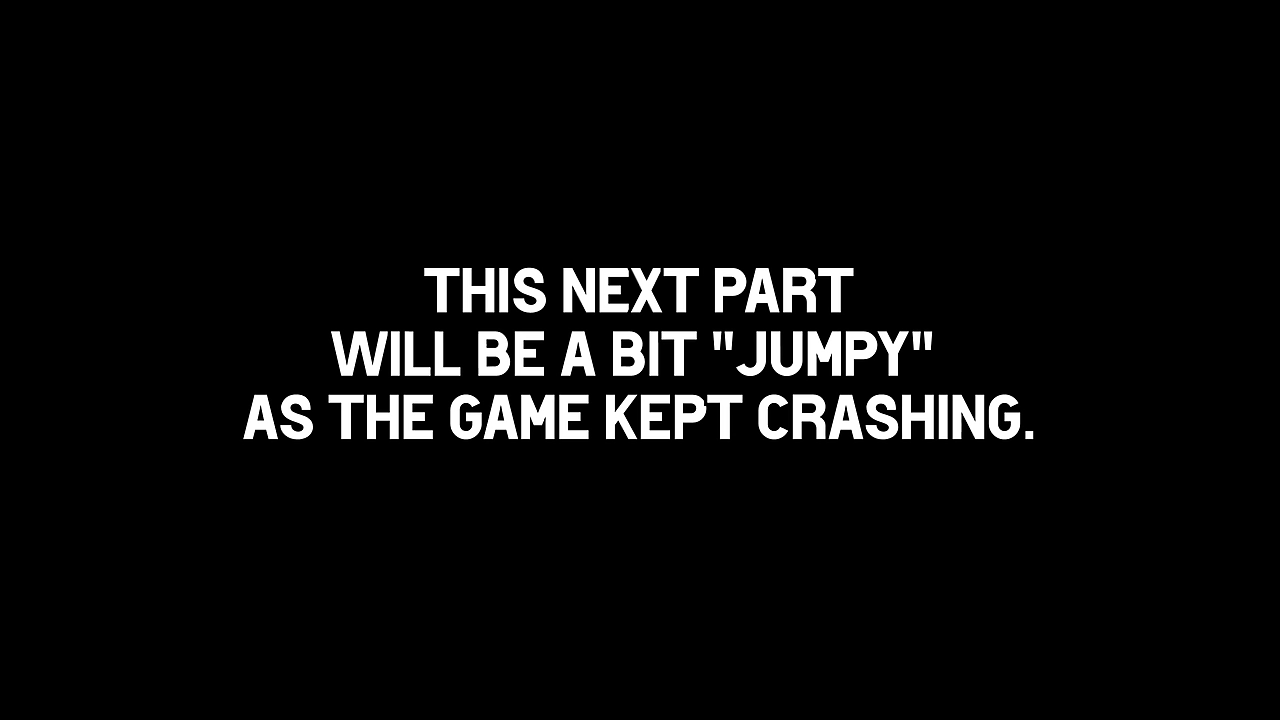 THIS NEXT PART
WILL BE A BIT "JUMPY"
AS THE GAME KEPT CRASHING.